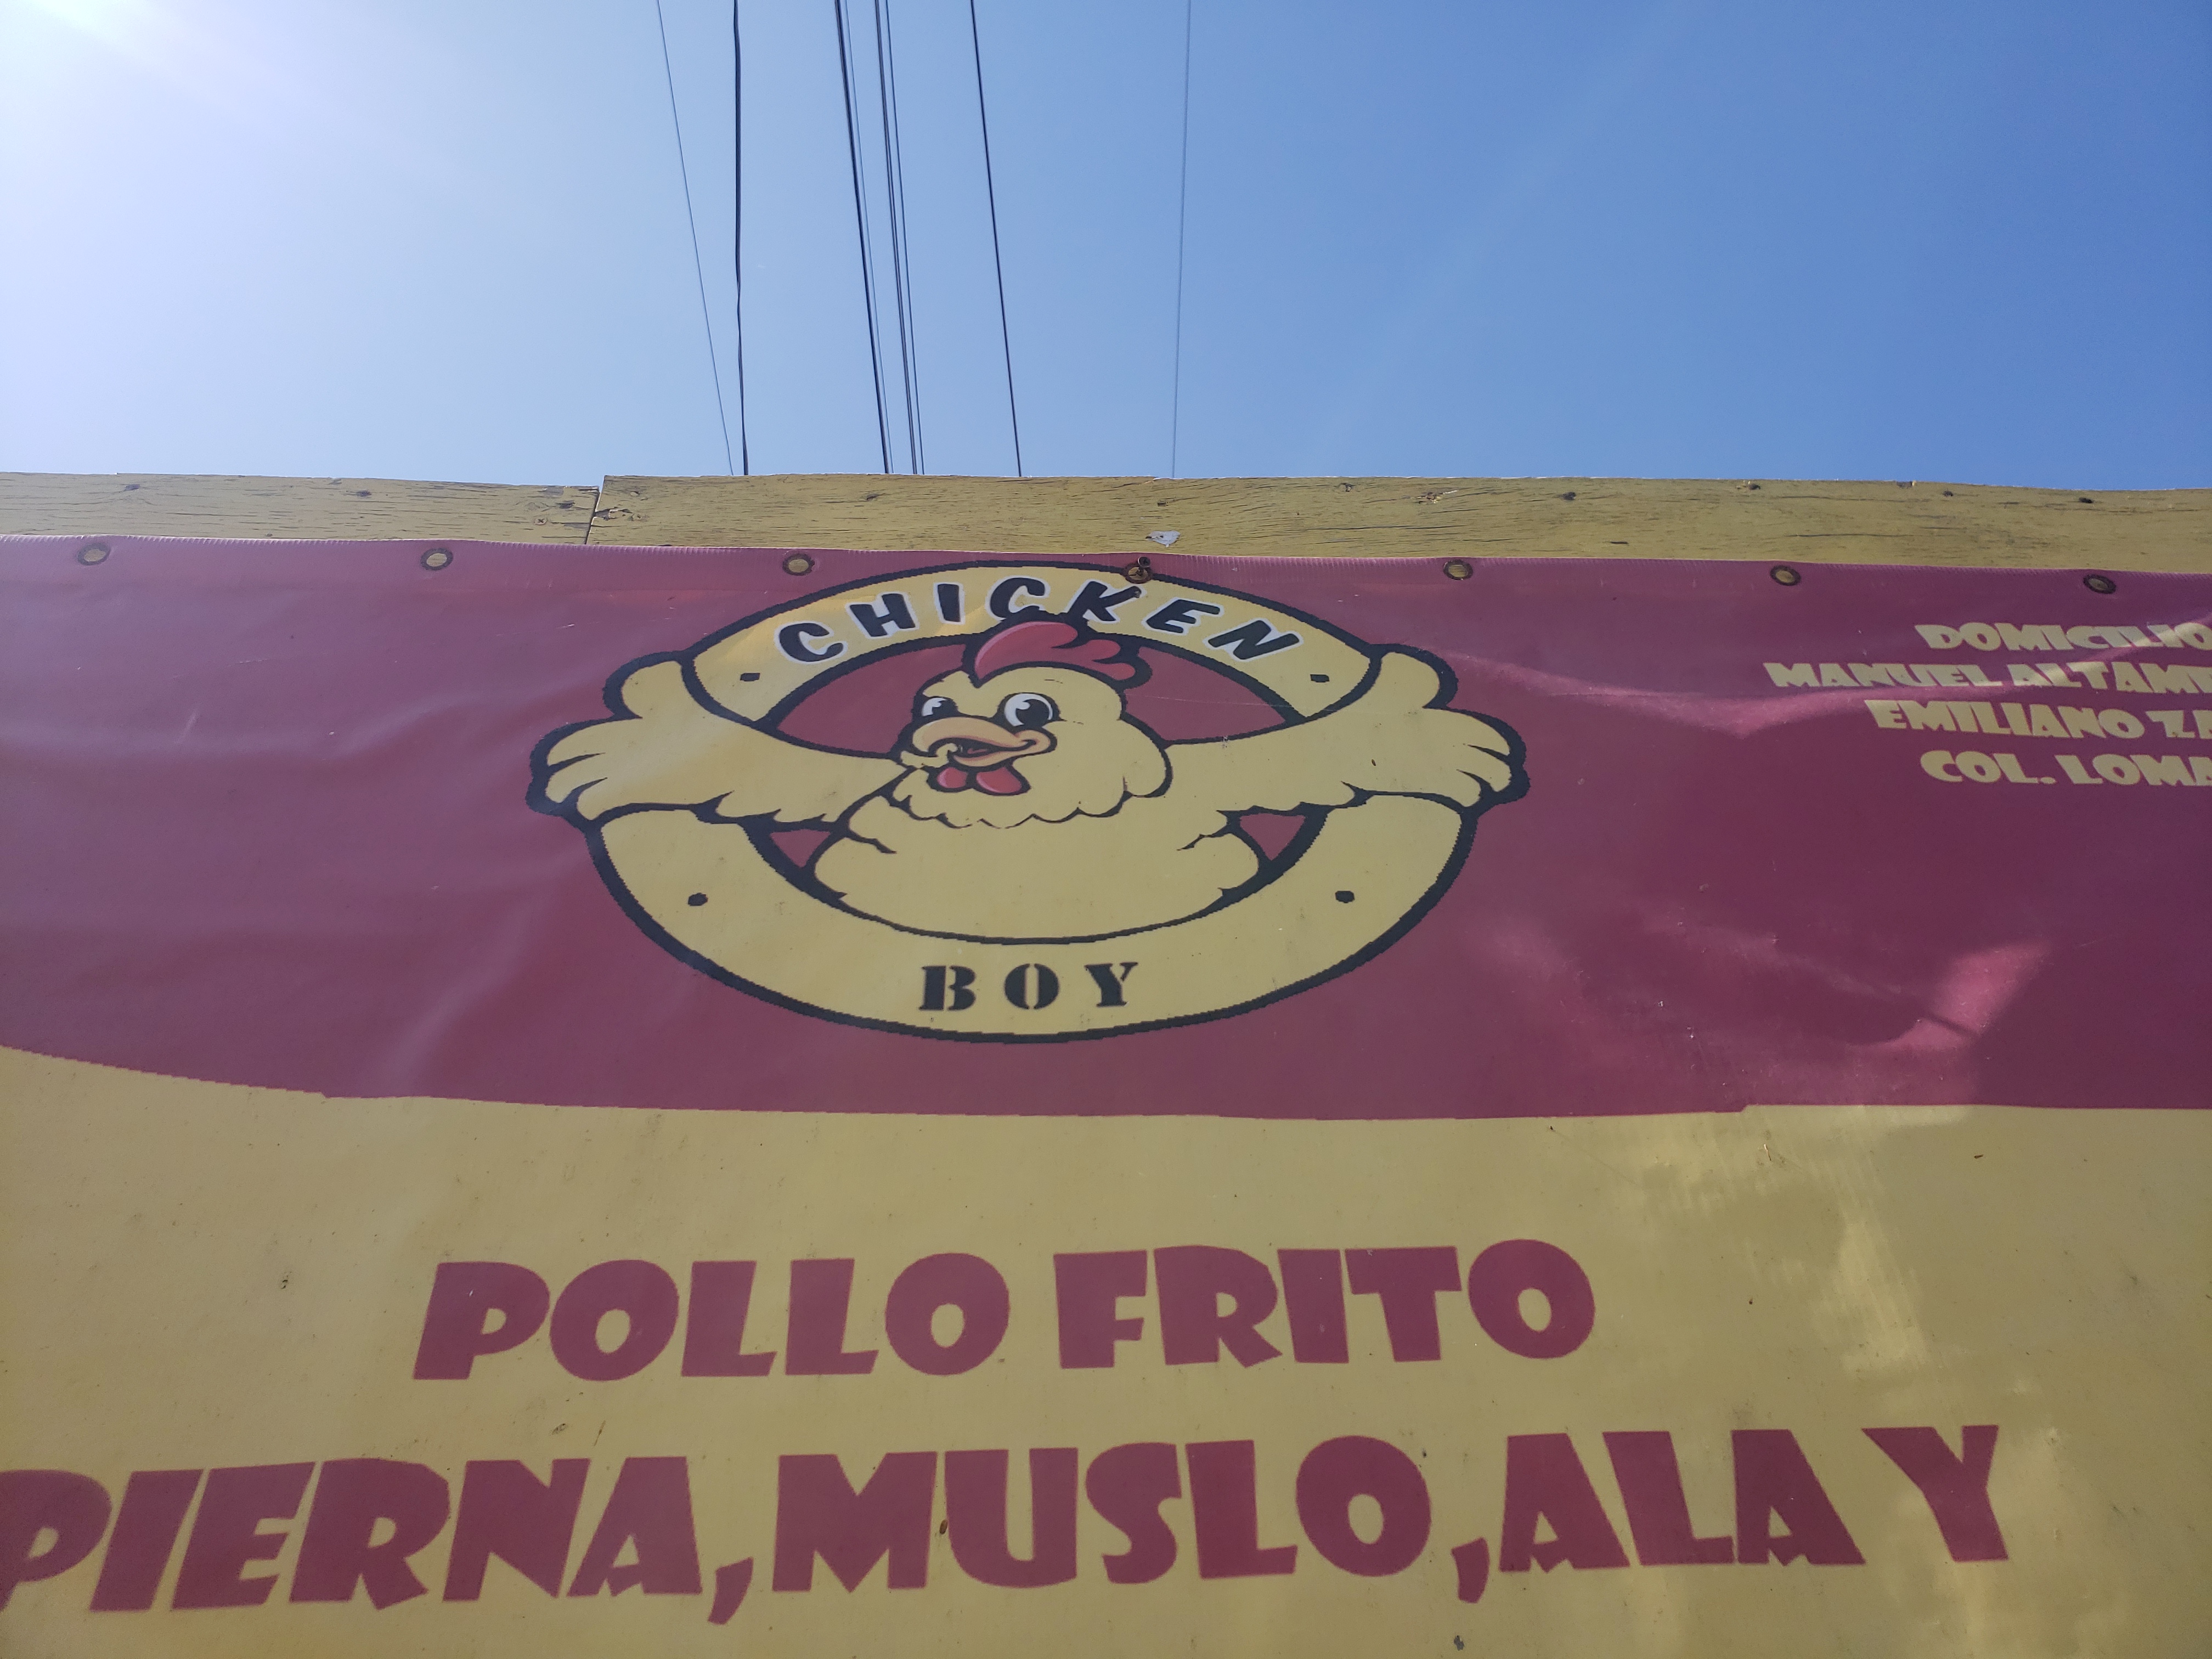 CHICKEN
BOY
DOMICILIO
MANUEL ALTAM
EMILIANO Z
COL. LOMA
POLLO FRITO
PIERNA,MUSLO,ALA Y